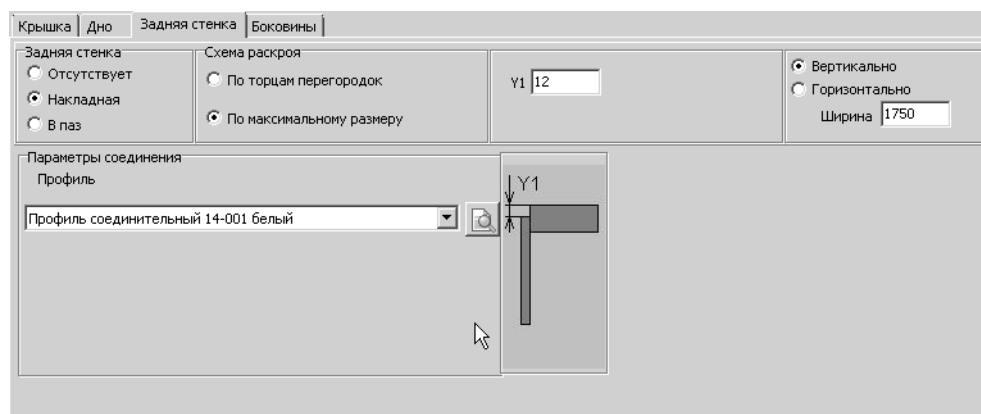 Крышка Дно Задняя стенка Боковины
Задняя стенка
Отсутствует
Накладная
В паз
Схема раскроя
По торцам перегородок
По максимальному размеру
Y1 12
Вертикально
Горизонтально
Ширина 1750
Параметры соединения
Профиль
Профиль соединительный 14-001 белый
Y1